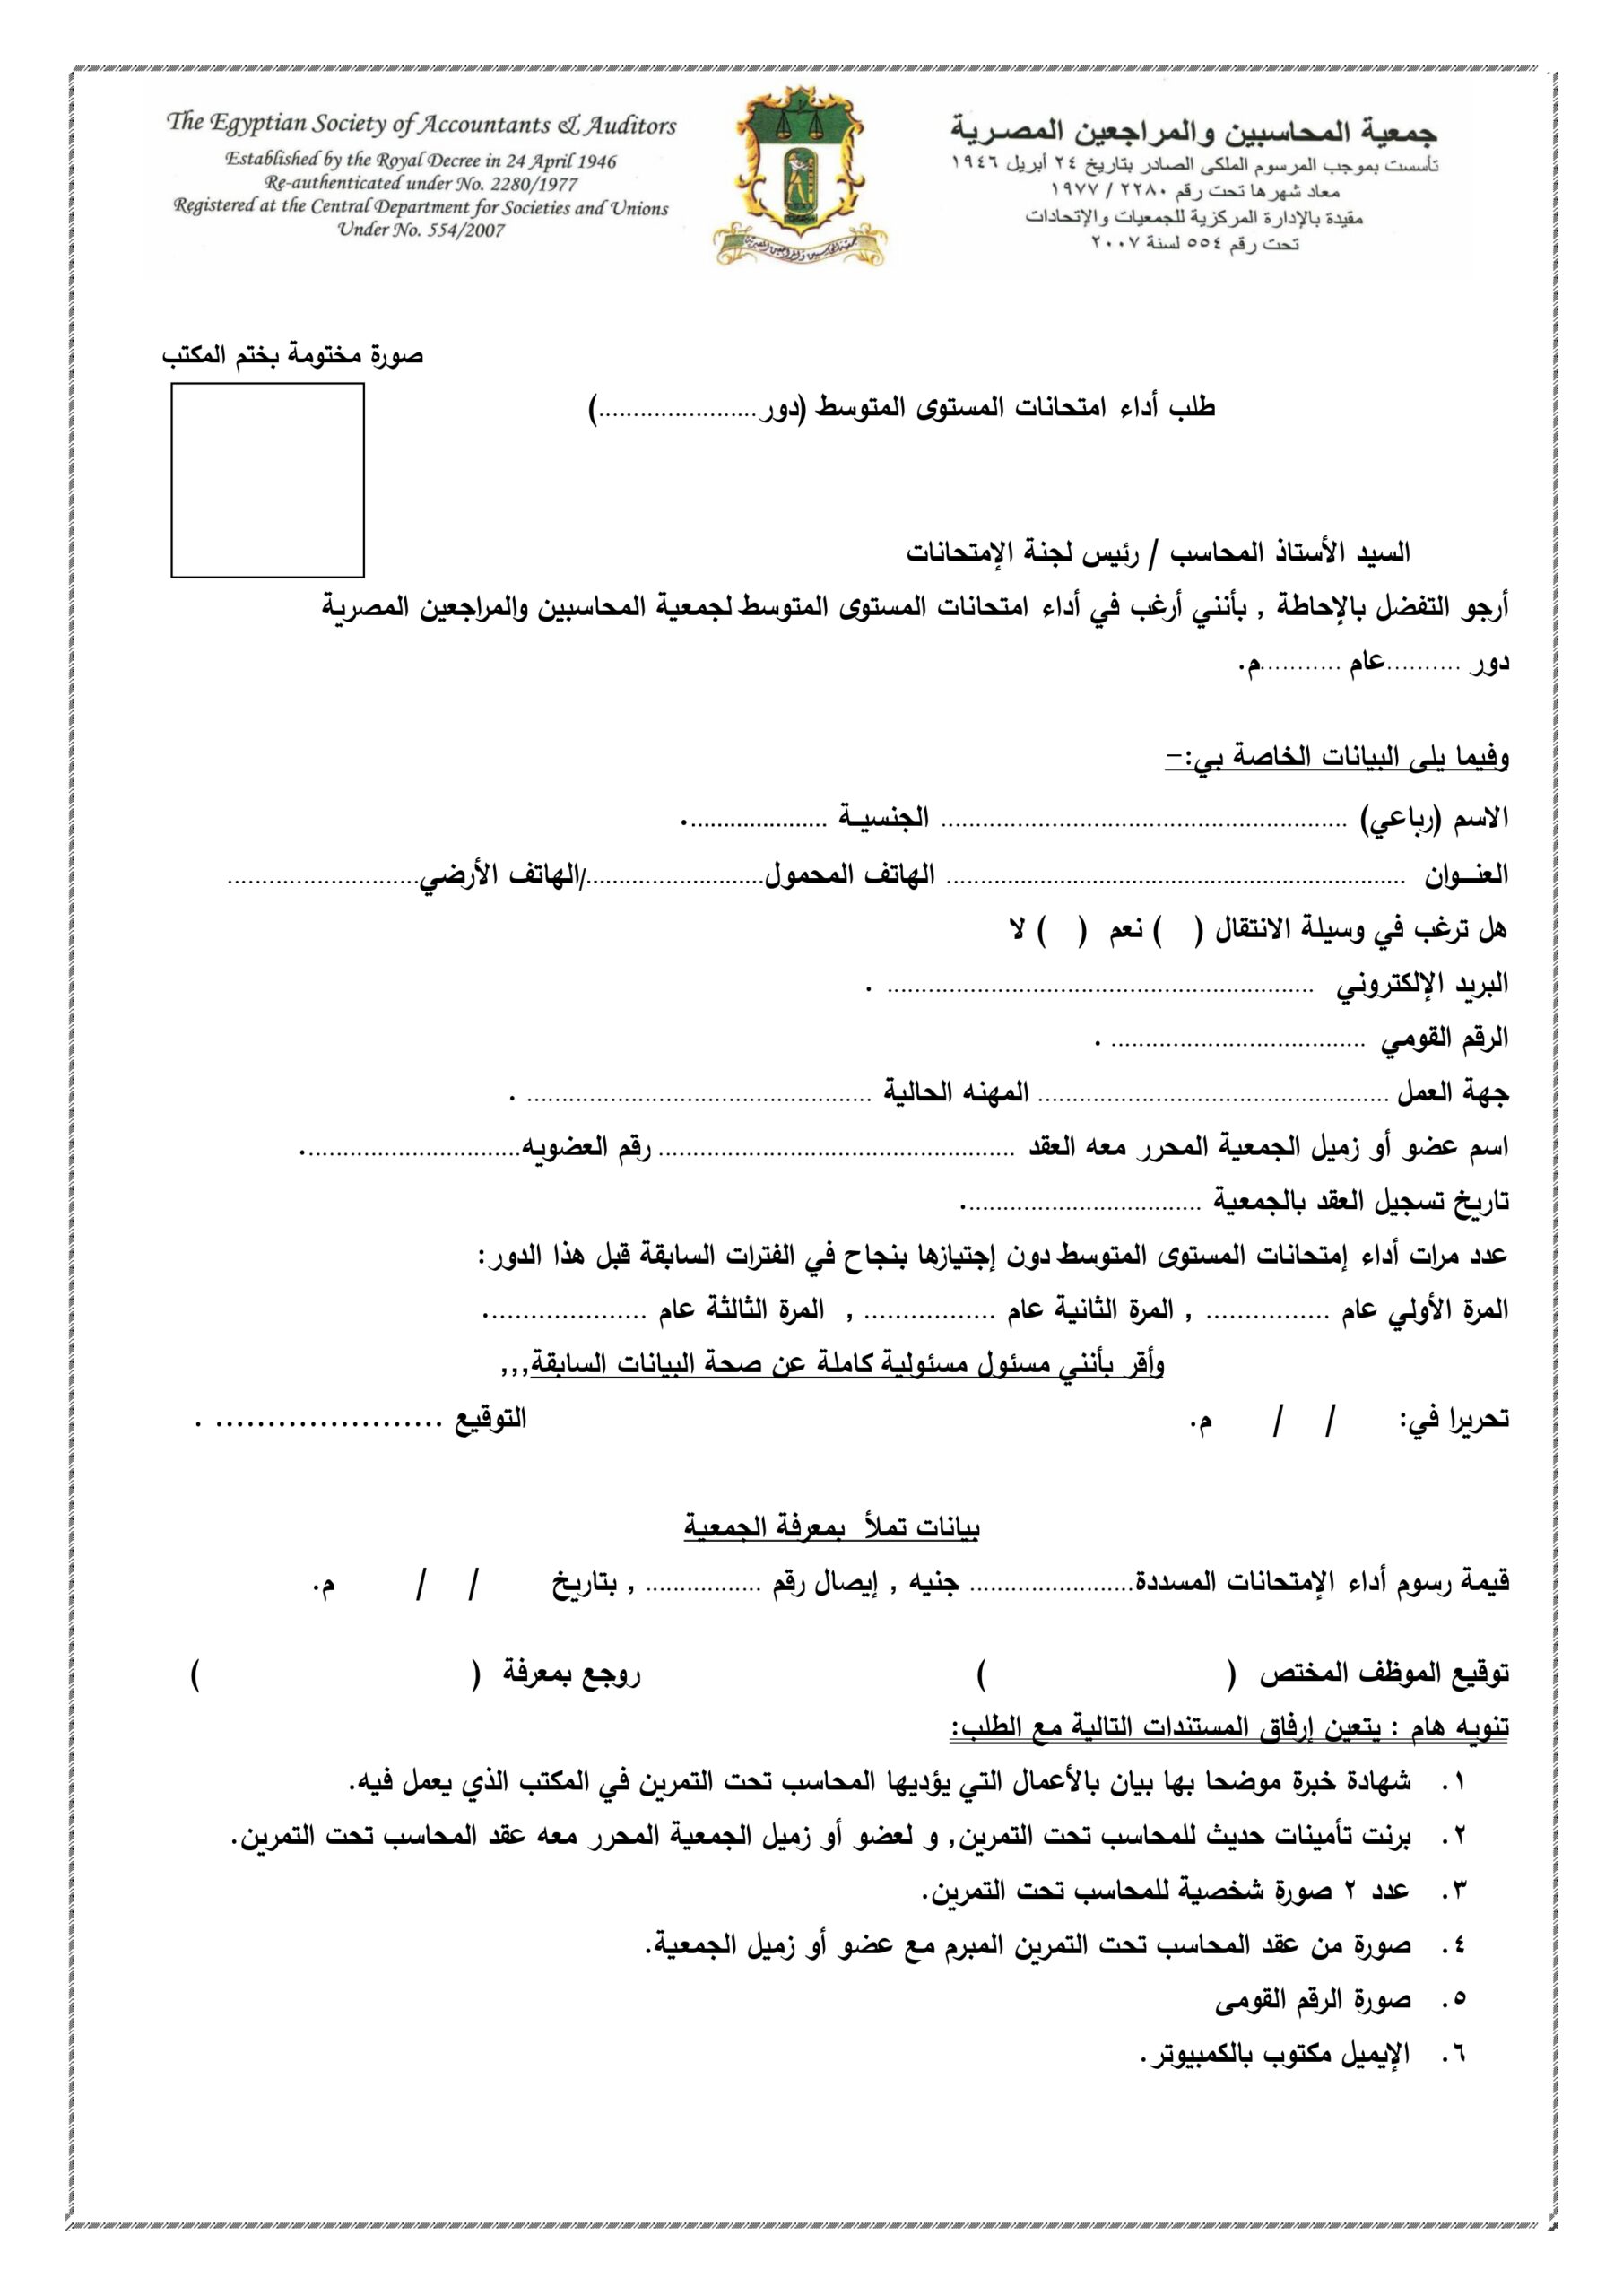 The Egyptian Society of Accountants & Auditors
Established by the Royal Decree in 24 April 1946
Re-authenticated under No. 2280/1977
Registered at the Central Department for Societies and Unions
Under No. 554/2007
جمعية المحاسبين والمراجعين المصرية
تأسست بموجب المرسوم الملكى الصادر بتاريخ ٢٤ أبريل ١٩٤٦
معاد شهرها تحت رقم ٢٢٨٠ / ١٩٧٧
مقيدة بالإدارة المركزية للجمعيات والإتحادات
تحت رقم ٥٥٤ لسنة ٢٠٠٧
جمعية المحاسبين والمراجعين المصرية
صورة مختومة بختم المكتب
طلب أداء امتحانات المستوى المتوسط (دور.......................)
السيد الأستاذ المحاسب / رئيس لجنة الإمتحانات
أرجو التفضل بالإحاطة , بأنني أرغب في أداء امتحانات المستوى المتوسط لجمعية المحاسبين والمراجعين المصرية
دور ...........عام ............م.
وفيما يلى البيانات الخاصة بي:-
الاسم (رباعي) ........................................................... الجنسيـة .....................
العنــوان ................................................................... الهاتف المحمول........................../الهاتف الأرضي............................
هل ترغب في وسيلة الانتقال ( ) نعم ( ) لا
البريد الإلكتروني .............................................................. .
الرقم القومي ..................................... .
جهة العمل ................................................... المهنه الحالية .................................................. .
اسم عضو أو زميل الجمعية المحرر معه العقد .................................................... رقم العضويه................................
تاريخ تسجيل العقد بالجمعية ...................................
عدد مرات أداء إمتحانات المستوى المتوسط دون إجتيازها بنجاح في الفترات السابقة قبل هذا الدور:
المرة الأولي عام .................. , المرة الثانية عام ................... , المرة الثالثة عام ........................
وأقر بأنني مسئول مسئولية كاملة عن صحة البيانات السابقة,,,
تحريرا في: / / م. التوقيع ...................... .
بيانات تملأ بمعرفة الجمعية
قيمة رسوم أداء الإمتحانات المسددة........................ جنيه , إيصال رقم ................. , بتاريخ / / م.
توقيع الموظف المختص ( ) روجع بمعرفة ( )
تنويه هام : يتعين إرفاق المستندات التالية مع الطلب:
١. شهادة خبرة موضحا بها بيان بالأعمال التي يؤديها المحاسب تحت التمرين في المكتب الذي يعمل فيه.
٢. برنت تأمينات حديث للمحاسب تحت التمرين, و لعضو أو زميل الجمعية المحرر معه عقد المحاسب تحت التمرين.
٣. عدد ٢ صورة شخصية للمحاسب تحت التمرين.
٤. صورة من عقد المحاسب تحت التمرين المبرم مع عضو أو زميل الجمعية.
٥. صورة الرقم القومى
٦. الإيميل مكتوب بالكمبيوتر.